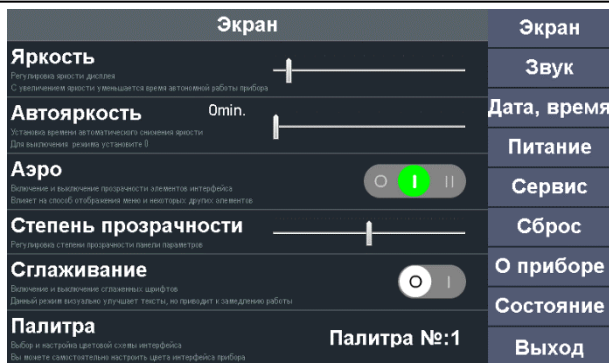 Экран
Яркость
Регулировка яркости дисплея
С увеличением яркости уменьшается время автономной работы прибора
Автояркость 0min.
Установка времени автоматического снижения яркости
Для выключения режима установите 0
Аэро
Включение и выключение прозрачности элементов интерфейса
Влияет на способ отображения меню и некоторых других элементов
O I II
Степень прозрачности
Регулировка степени прозрачности панели параметров
Сглаживание
Включение и выключение сглаженных шрифтов
Данный режим визуально улучшает тексты, но приводит к замедлению работы
O I
Палитра
Выбор и настройка цветовой схемы интерфейса
Вы можете самостоятельно настроить цвета интерфейса прибора
Палитра №:1
Экран
Звук
Дата, время
Питание
Сервис
Сброс
О приборе
Состояние
Выход